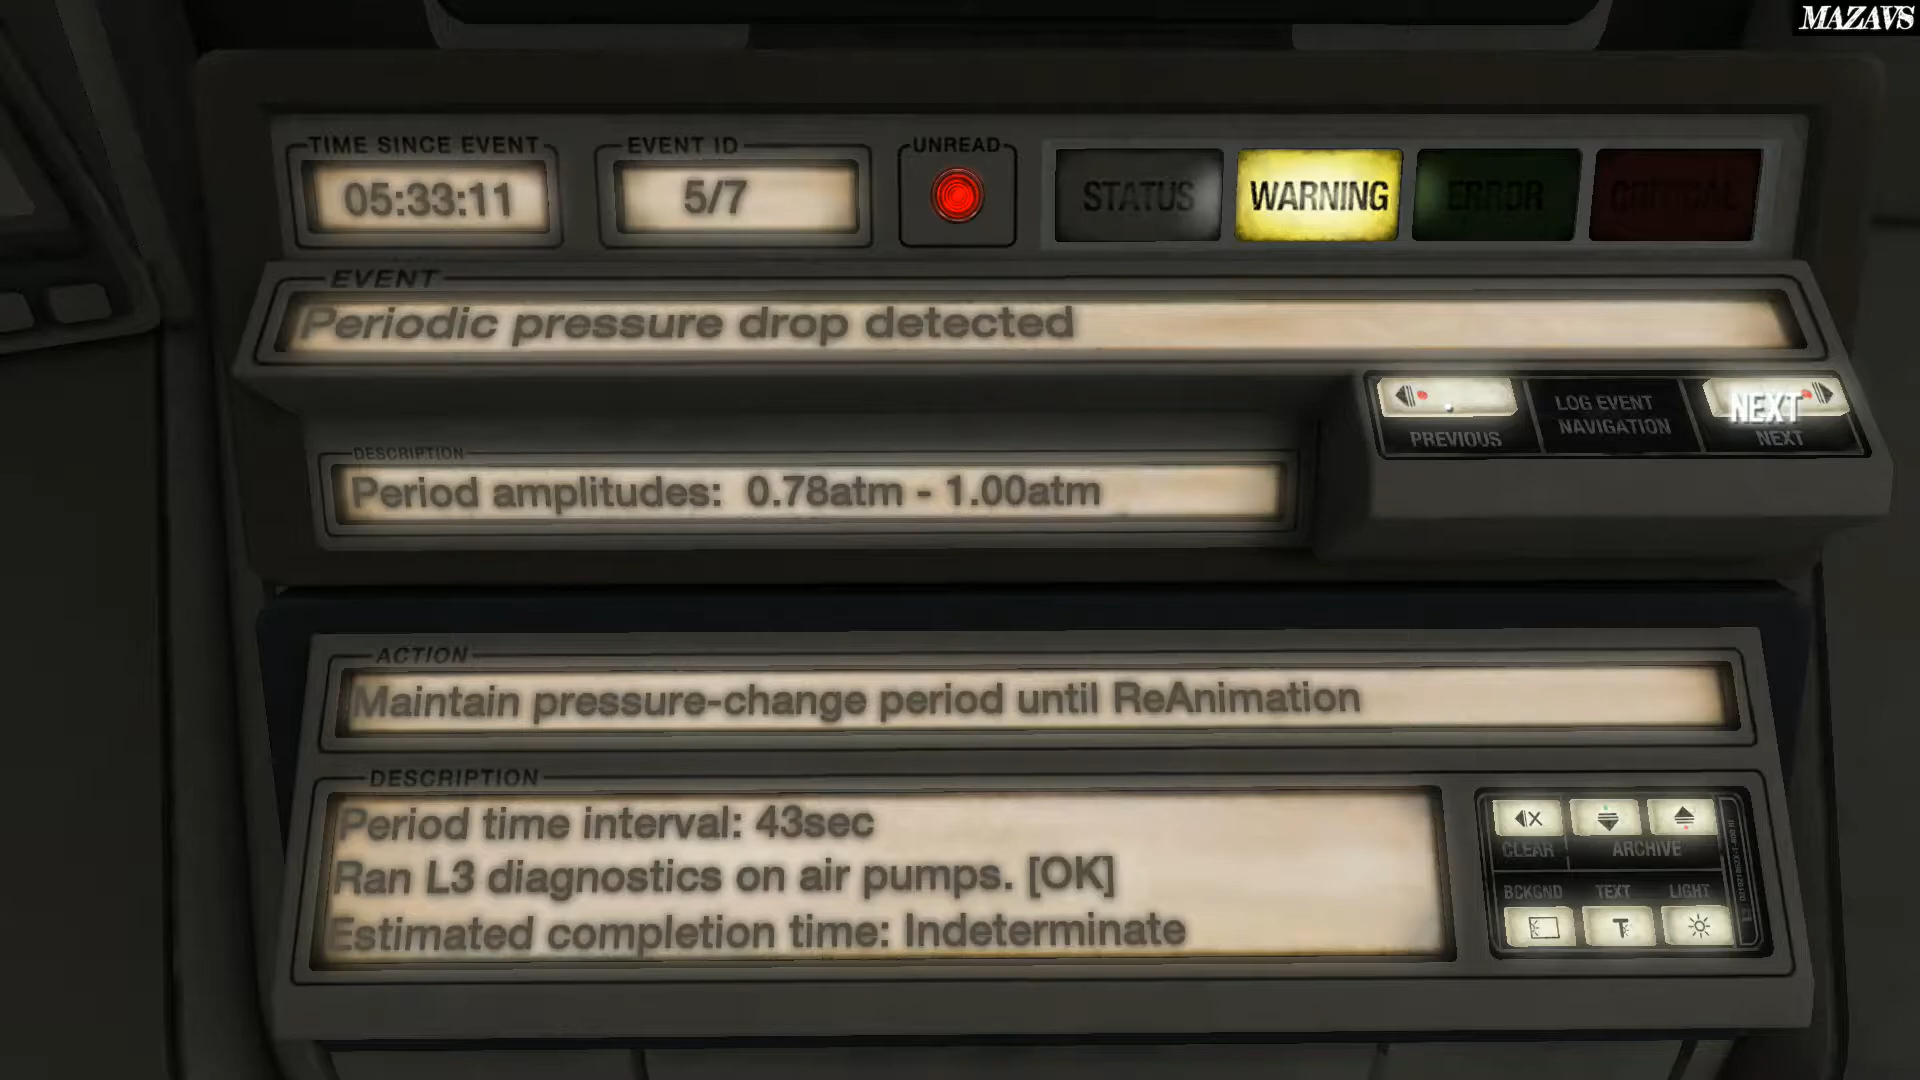 MAZAVS
TIME SINCE EVENT
05:33:11
EVENT ID
5/7
UNREAD
STATUS
WARNING
ERROR
CRITICAL
EVENT
Periodic pressure drop detected
PREVIOUS
LOG EVENT
NAVIGATION
NEXT
NEXT
DESCRIPTION
Period amplitudes: 0.78atm - 1.00atm
ACTION
Maintain pressure-change period until ReAnimation
DESCRIPTION
Period time interval: 43sec
Ran L3 diagnostics on air pumps. [OK]
Estimated completion time: Indeterminate
CLEAR
ARCHIVE
BCKGND
TEXT
LIGHT
T